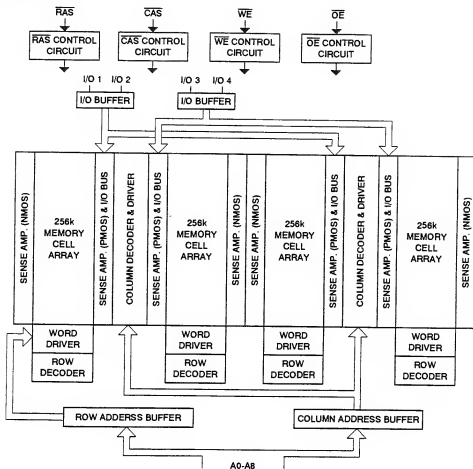 RAS CAS WE OE
RAS CONTROL CIRCUIT
CAS CONTROL CIRCUIT
WE CONTROL CIRCUIT
OE CONTROL CIRCUIT
I/O 1 I/O 2
I/O BUFFER
I/O 3 I/O 4
I/O BUFFER
SENSE AMP. (NMOS)
256k
MEMORY
CELL
ARRAY
SENSE AMP. (PMOS) & I/O BUS
COLUMN DECODER & DRIVER
SENSE AMP. (PMOS) & I/O BUS
256k
MEMORY
CELL
ARRAY
SENSE AMP. (NMOS)
SENSE AMP. (NMOS)
256k
MEMORY
CELL
ARRAY
SENSE AMP. (PMOS) & I/O BUS
COLUMN DECODER & DRIVER
SENSE AMP. (PMOS) & I/O BUS
256k
MEMORY
CELL
ARRAY
SENSE AMP. (NMOS)
WORD
DRIVER
ROW
DECODER
WORD
DRIVER
ROW
DECODER
WORD
DRIVER
ROW
DECODER
WORD
DRIVER
ROW
DECODER
ROW ADDERSS BUFFER
COLUMN ADDRESS BUFFER
A0-A8